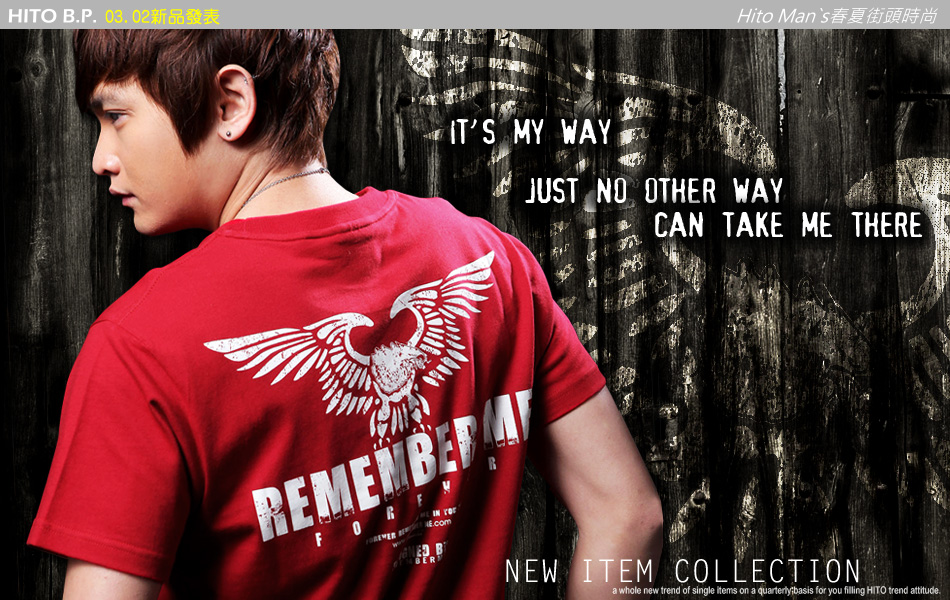 HITO B.P. 03.02新品發表
Hito Man`s春夏街頭時尚
IT'S MY WAY
JUST NO OTHER WAY
CAN TAKE ME THERE
REMEMBER ME
FOREVER
NEW ITEM COLLECTION
a whole new trend of single items on a quarterly basis for you filling HITO trend attitude.